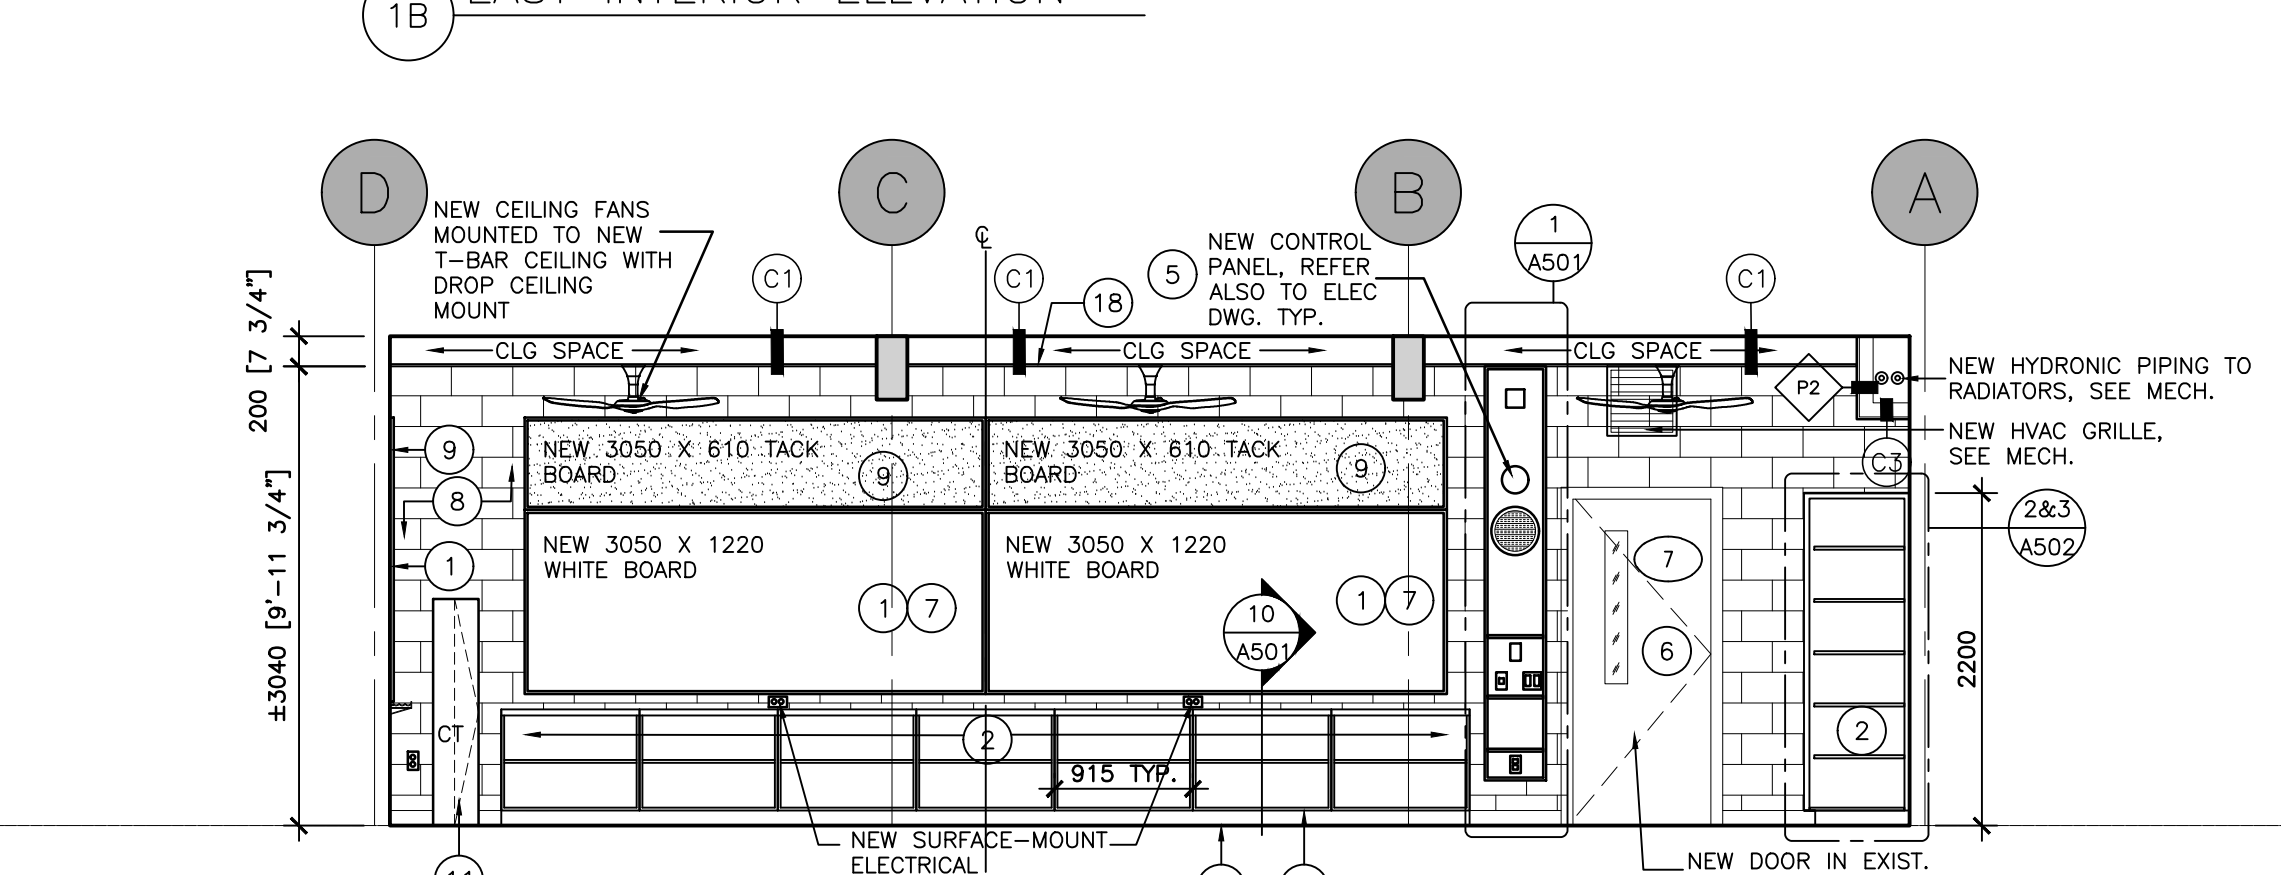 1B
EAST INTERIOR ELEVATION
D
C
B
A
NEW CEILING FANS
MOUNTED TO NEW
T-BAR CEILING WITH
DROP CEILING
MOUNT
C1
C1
18
5
NEW CONTROL
PANEL, REFER
ALSO TO ELEC
DWG. TYP.
1
A501
C1
200 [7 3/4"]
CLG SPACE
CLG SPACE
CLG SPACE
P2
NEW HYDRONIC PIPING TO
RADIATORS, SEE MECH.
NEW HVAC GRILLE,
SEE MECH.
C3
9
8
1
NEW 3050 X 610 TACK
BOARD
9
NEW 3050 X 610 TACK
BOARD
9
±3040 [9'-11 3/4"]
NEW 3050 X 1220
WHITE BOARD
1
7
NEW 3050 X 1220
WHITE BOARD
1
7
10
A501
7
6
2&3
A502
2200
CT
2
915 TYP.
2
NEW SURFACE-MOUNT
ELECTRICAL
NEW DOOR IN EXIST.
11